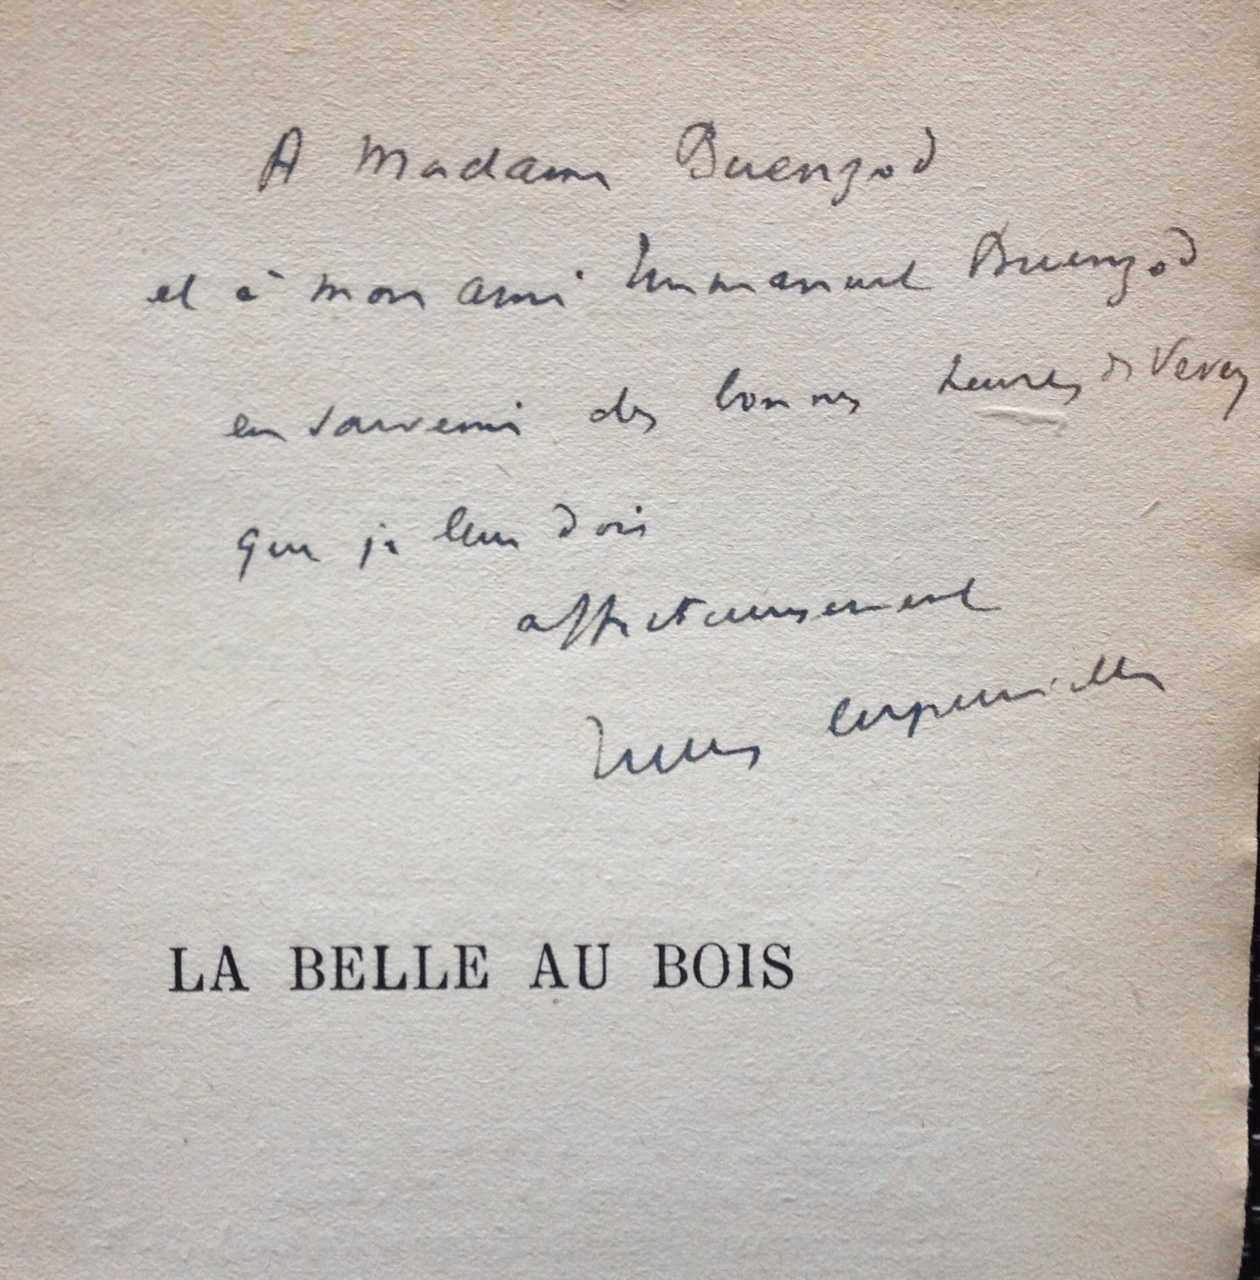 A Madame Buenzod
et à mon ami Emmanuel Buenzod
en souvenir des bonnes heures de Vevey
que je leur dois
affectueusement
Jules Supervielle
LA BELLE AU BOIS